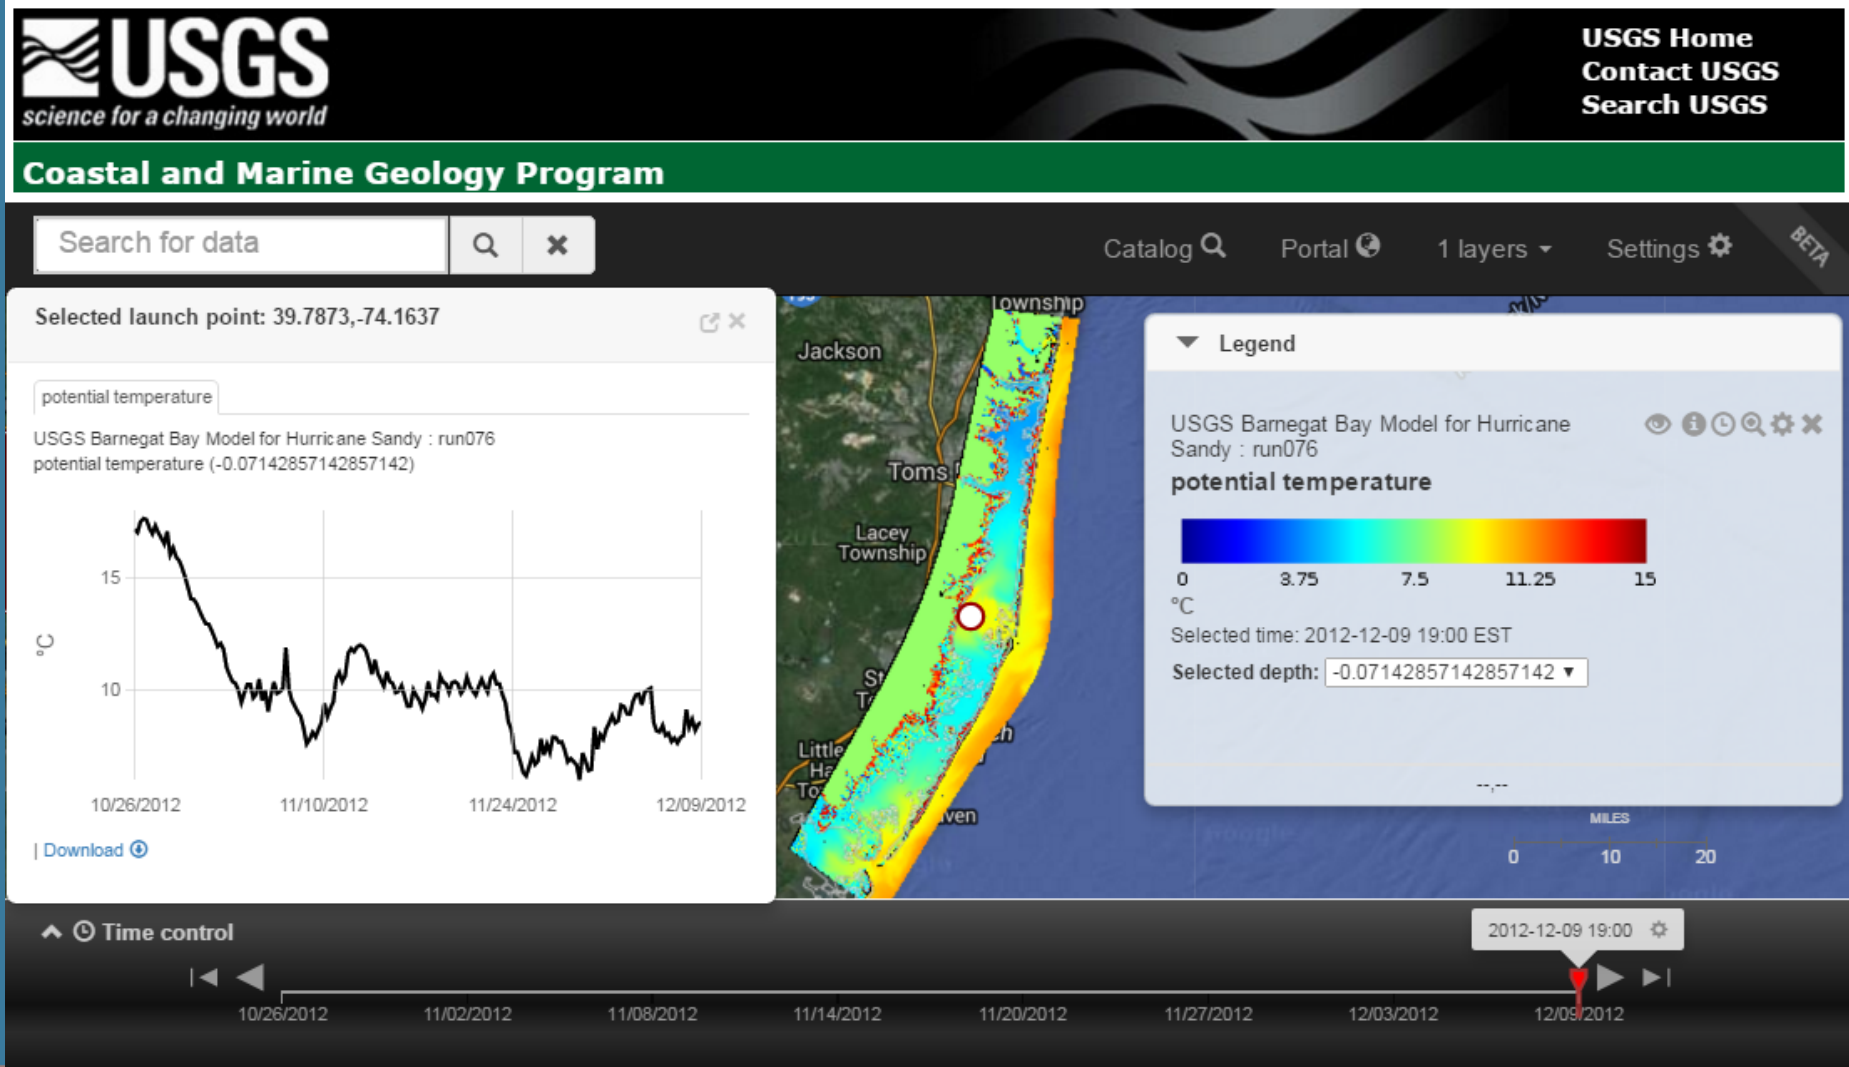 USGS
science for a changing world
USGS Home
Contact USGS
Search USGS
Coastal and Marine Geology Program
Search for data
Catalog
Portal
1 layers
Settings
BETA
Selected launch point: 39.7873,-74.1637
potential temperature
USGS Barnegat Bay Model for Hurricane Sandy : run076
potential temperature (-0.07142857142857142)
15
10
°C
10/26/2012
11/10/2012
11/24/2012
12/09/2012
| Download
Township
Jackson
Toms
Lacey
Township
Little
Legend
USGS Barnegat Bay Model for Hurricane
Sandy : run076
potential temperature
0 3.75 7.5 11.25 15
°C
Selected time: 2012-12-09 19:00 EST
Selected depth: -0.07142857142857142
--,--
MILES
0 10 20
Time control
2012-12-09 19:00
10/26/2012
11/02/2012
11/08/2012
11/14/2012
11/20/2012
11/27/2012
12/03/2012
12/09/2012